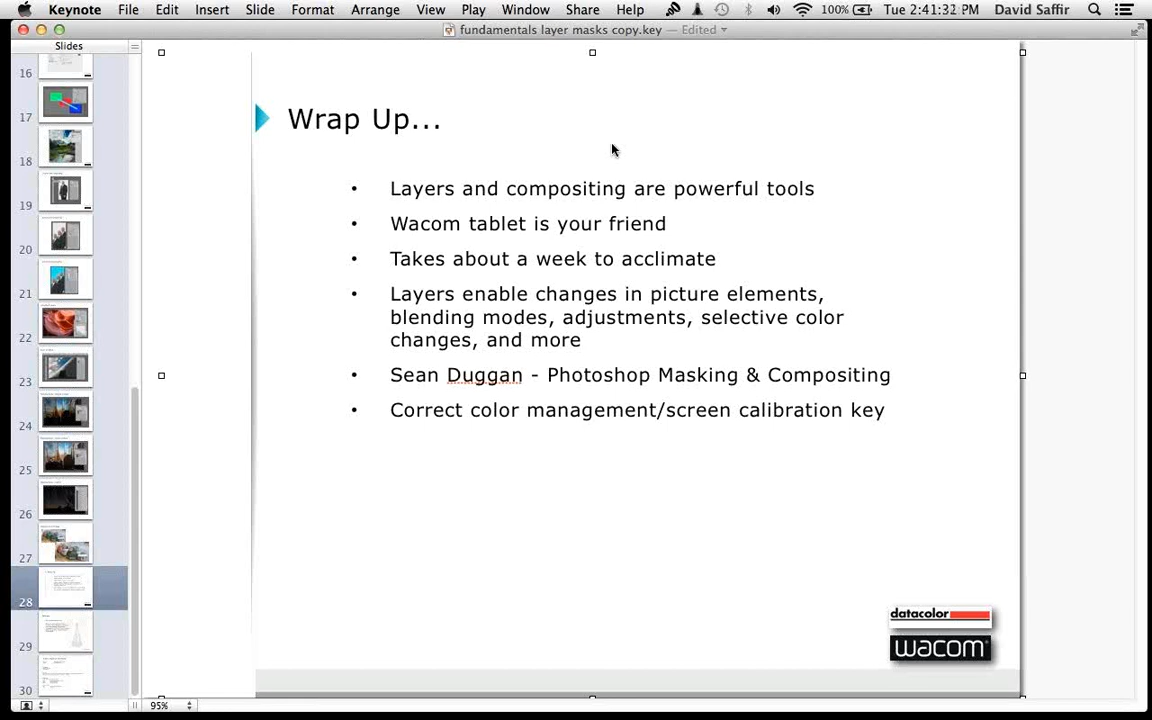 Keynote File Edit Insert Slide Format Arrange View Play Window Share Help 100% Tue 2:41:32 PM David Saffir
fundamentals layer masks copy.key — Edited
Slides
16
17
18
19
20
21
22
23
24
25
26
27
28
29
30
Wrap Up...
• Layers and compositing are powerful tools
• Wacom tablet is your friend
• Takes about a week to acclimate
• Layers enable changes in picture elements,
blending modes, adjustments, selective color
changes, and more
• Sean Duggan - Photoshop Masking & Compositing
• Correct color management/screen calibration key
datacolor
wacom
95%